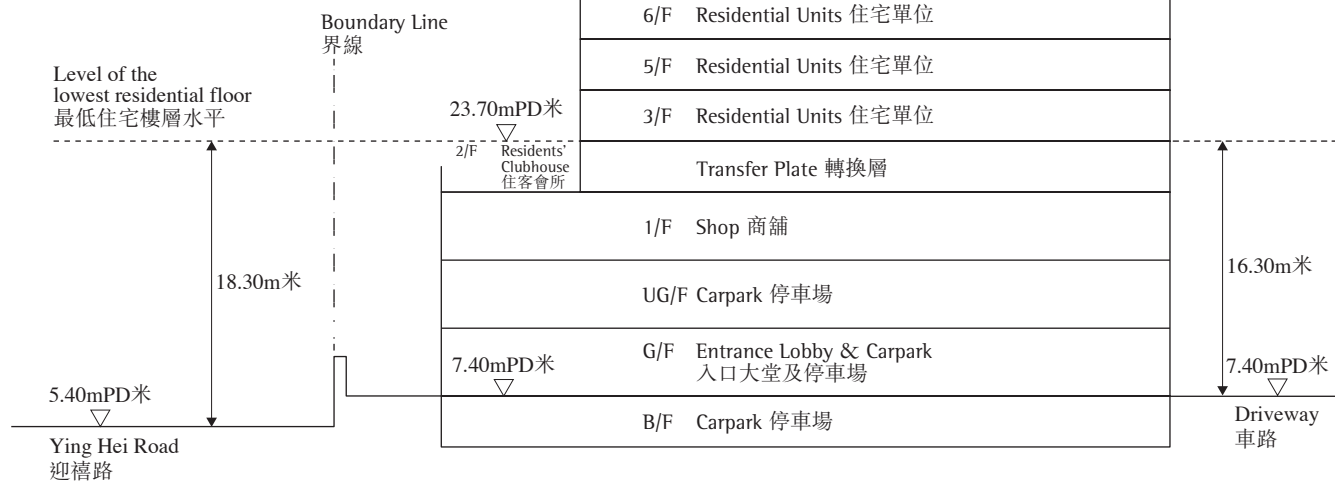 6/F Residential Units 住宅單位
Boundary Line
界線
5/F Residential Units 住宅單位
Level of the
lowest residential floor
最低住宅樓層水平
23.70mPD米
3/F Residential Units 住宅單位
2/F Residents'
Clubhouse
住客會所
Transfer Plate 轉換層
1/F Shop 商舖
18.30m米
16.30m米
UG/F Carpark 停車場
G/F Entrance Lobby & Carpark
入口大堂及停車場
7.40mPD米
7.40mPD米
5.40mPD米
B/F Carpark 停車場
Driveway
車路
Ying Hei Road
迎禧路